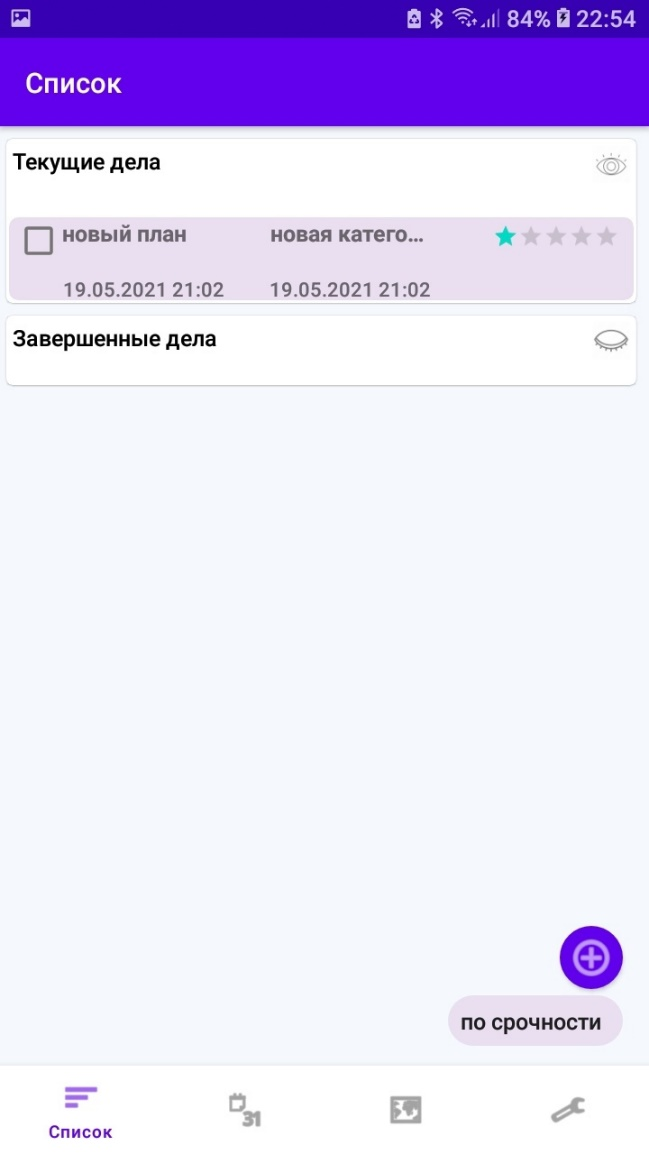 84% 22:54
Список
Текущие дела
новый план новая катего...
19.05.2021 21:02 19.05.2021 21:02
Завершенные дела
по срочности
31
Список